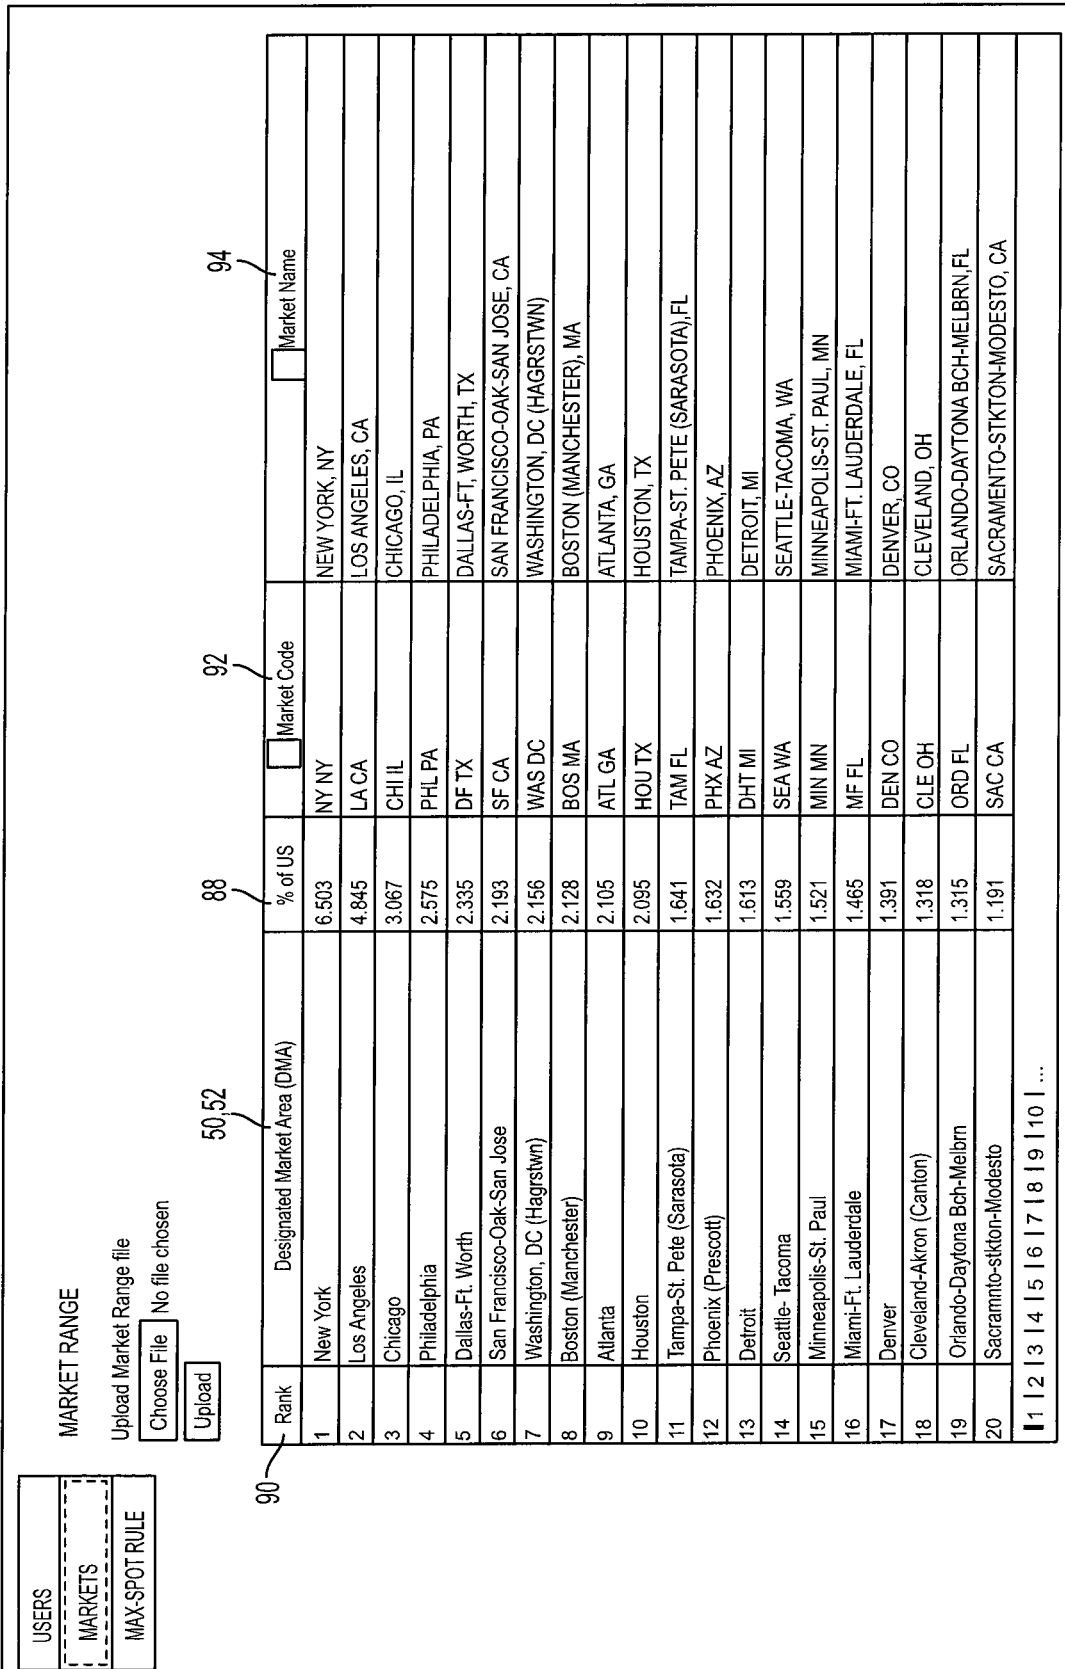 USERS
MARKETS
MAX-SPOT RULE
MARKET RANGE
Upload Market Range file
Choose File No file chosen
Upload
90 50,52 88 92 94
Rank Designated Market Area (DMA) % of US Market Code Market Name
1 New York 6.503 NY NY NEW YORK, NY
2 Los Angeles 4.845 LA CA LOS ANGELES, CA
3 Chicago 3.067 CHI IL CHICAGO, IL
4 Philadelphia 2.575 PHL PA PHILADELPHIA, PA
5 Dallas-Ft. Worth 2.335 DF TX DALLAS-FT, WORTH, TX
6 San Francisco-Oak-San Jose 2.193 SF CA SAN FRANCISCO-OAK-SAN JOSE, CA
7 Washington, DC (Hagrstwn) 2.156 WAS DC WASHINGTON, DC (HAGRSTWN)
8 Boston (Manchester) 2.128 BOS MA BOSTON (MANCHESTER), MA
9 Atlanta 2.105 ATL GA ATLANTA, GA
10 Houston 2.095 HOU TX HOUSTON, TX
11 Tampa-St. Pete (Sarasota) 1.641 TAM FL TAMPA-ST. PETE (SARASOTA),FL
12 Phoenix (Prescott) 1.632 PHX AZ PHOENIX, AZ
13 Detroit 1.613 DHT MI DETROIT, MI
14 Seattle- Tacoma 1.559 SEA WA SEATTLE-TACOMA, WA
15 Minneapolis-St. Paul 1.521 MIN MN MINNEAPOLIS-ST. PAUL, MN
16 Miami-Ft. Lauderdale 1.465 MF FL MIAMI-FT. LAUDERDALE, FL
17 Denver 1.391 DEN CO DENVER, CO
18 Cleveland-Akron (Canton) 1.318 CLE OH CLEVELAND, OH
19 Orlando-Daytona Bch-Melbrn 1.315 ORD FL ORLANDO-DAYTONA BCH-MELBRN,FL
20 Sacramnto-stkton-Modesto 1.191 SAC CA SACRAMENTO-STKTON-MODESTO, CA
1 | 2 | 3 | 4 | 5 | 6 | 7 | 8 | 9 | 10 | ...